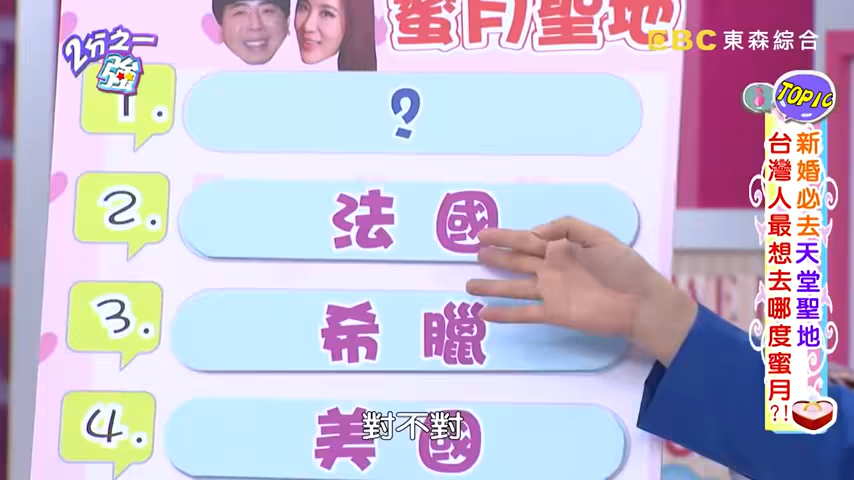 2分之一強
蜜月聖地
EBC 東森綜合
TOPIC
新婚必去天堂聖地
台灣人最想去哪度蜜月?!
1. ?
2. 法國
3. 希臘
4. 美國
對不對